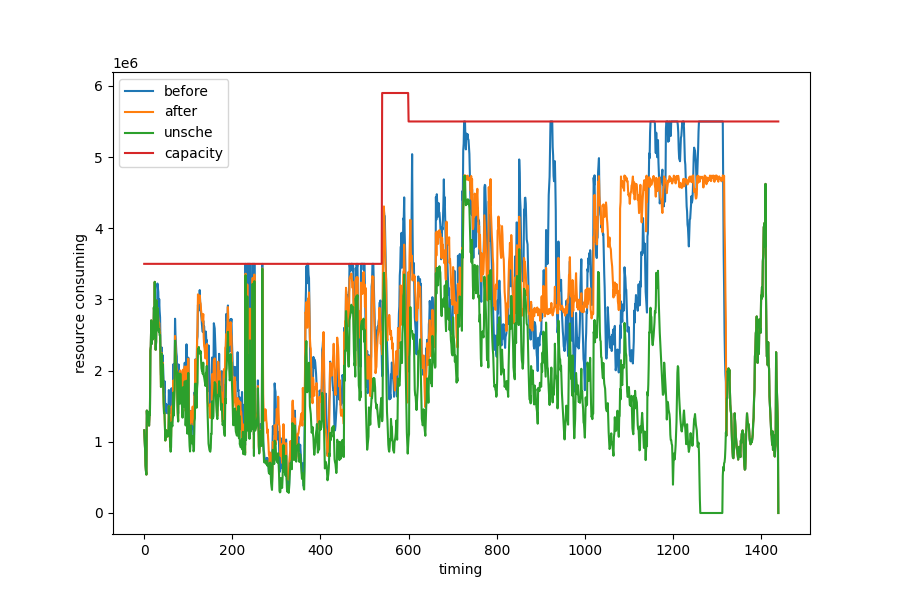 1e6
before
after
unsche
capacity
6
5
4
3
2
1
0
resource consuming
0 200 400 600 800 1000 1200 1400
timing